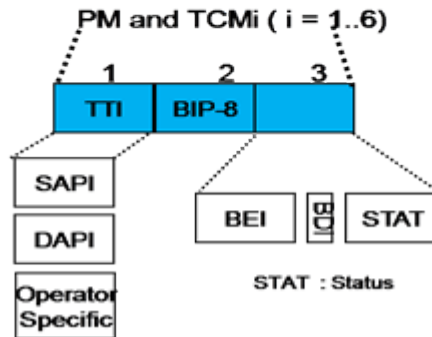 PM and TCMi ( i = 1..6)
1 2 3
TTI BIP-8
SAPI
DAPI
Operator
Specific
BEI BDI STAT
STAT : Status